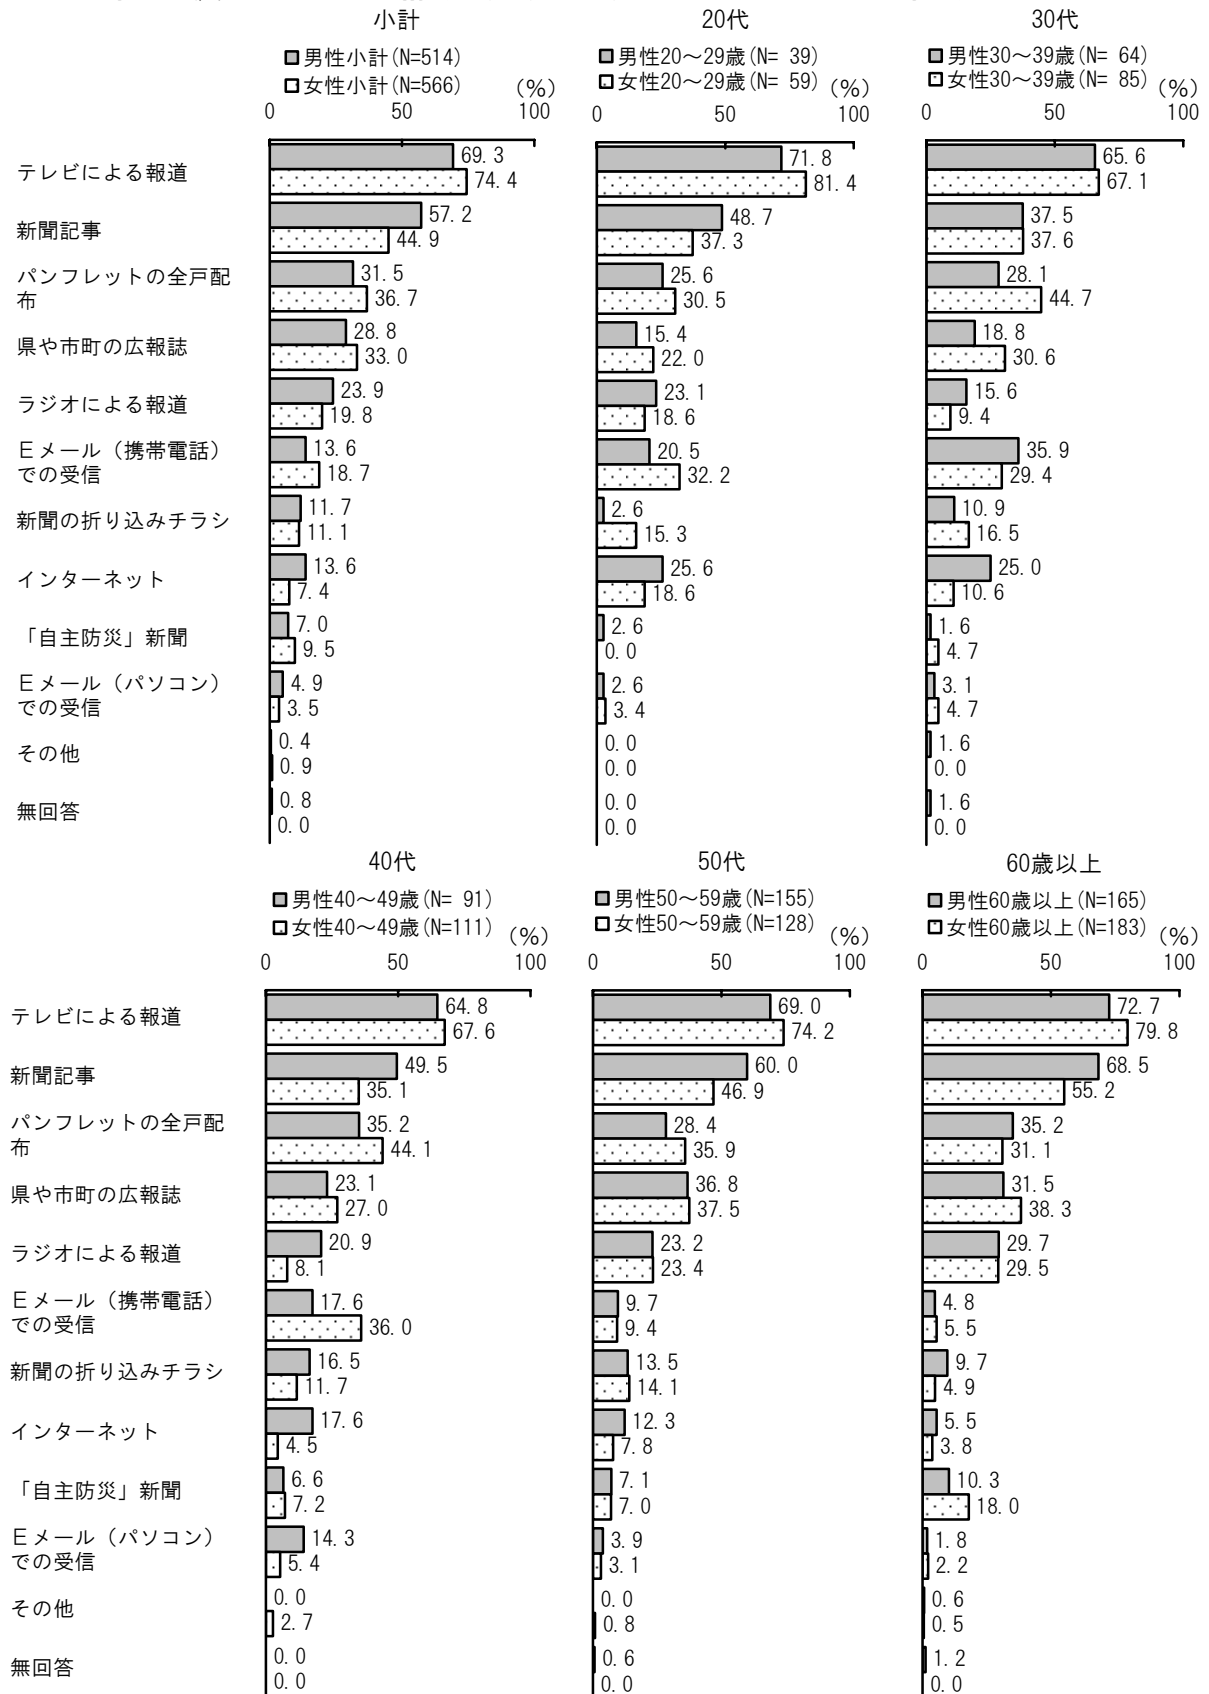 小計
■男性小計(N=514)
□女性小計(N=566)
(%)
0 50 100
20代
■男性20～29歳(N= 39)
□女性20～29歳(N= 59)
(%)
0 50 100
30代
■男性30～39歳(N= 64)
□女性30～39歳(N= 85)
(%)
0 50 100
テレビによる報道
69.3 71.8 65.6
74.4 81.4 67.1
新聞記事
57.2 48.7 37.5
44.9 37.3 37.6
パンフレットの全戸配
布
31.5 25.6 28.1
36.7 30.5 44.7
県や市町の広報誌
28.8 15.4 18.8
33.0 22.0 30.6
ラジオによる報道
23.9 23.1 15.6
19.8 18.6 9.4
Ｅメール（携帯電話）
での受信
13.6 20.5 35.9
18.7 32.2 29.4
新聞の折り込みチラシ
11.7 2.6 10.9
11.1 15.3 16.5
インターネット
13.6 25.6 25.0
7.4 18.6 10.6
「自主防災」新聞
7.0 2.6 1.6
9.5 0.0 4.7
Ｅメール（パソコン）
での受信
4.9 2.6 3.1
3.5 3.4 4.7
その他
0.4 0.0 1.6
0.9 0.0 0.0
無回答
0.8 0.0 1.6
0.0 0.0 0.0
40代
■男性40～49歳(N= 91)
□女性40～49歳(N=111)
(%)
0 50 100
50代
■男性50～59歳(N=155)
□女性50～59歳(N=128)
(%)
0 50 100
60歳以上
■男性60歳以上(N=165)
□女性60歳以上(N=183)
(%)
0 50 100
テレビによる報道
64.8 69.0 72.7
67.6 74.2 79.8
新聞記事
49.5 60.0 68.5
35.1 46.9 55.2
パンフレットの全戸配
布
35.2 28.4 35.2
44.1 35.9 31.1
県や市町の広報誌
23.1 36.8 31.5
27.0 37.5 38.3
ラジオによる報道
20.9 23.2 29.7
8.1 23.4 29.5
Ｅメール（携帯電話）
での受信
17.6 9.7 4.8
36.0 9.4 5.5
新聞の折り込みチラシ
16.5 13.5 9.7
11.7 14.1 4.9
インターネット
17.6 12.3 5.5
4.5 7.8 3.8
「自主防災」新聞
6.6 7.1 10.3
7.2 7.0 18.0
Ｅメール（パソコン）
での受信
14.3 3.9 1.8
5.4 3.1 2.2
その他
0.0 0.0 0.6
2.7 0.8 0.5
無回答
0.0 0.6 1.2
0.0 0.0 0.0